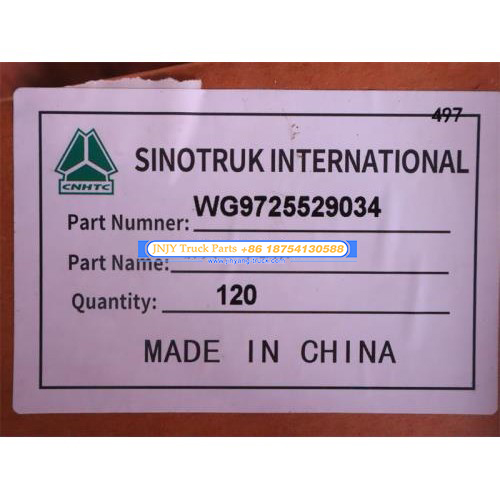 497
CNHTC
SINOTRUK INTERNATIONAL
Part Numner: WG9725529034
JNJY Truck Parts +86 18754130588
Part Name:
Quantity: 120
MADE IN CHINA